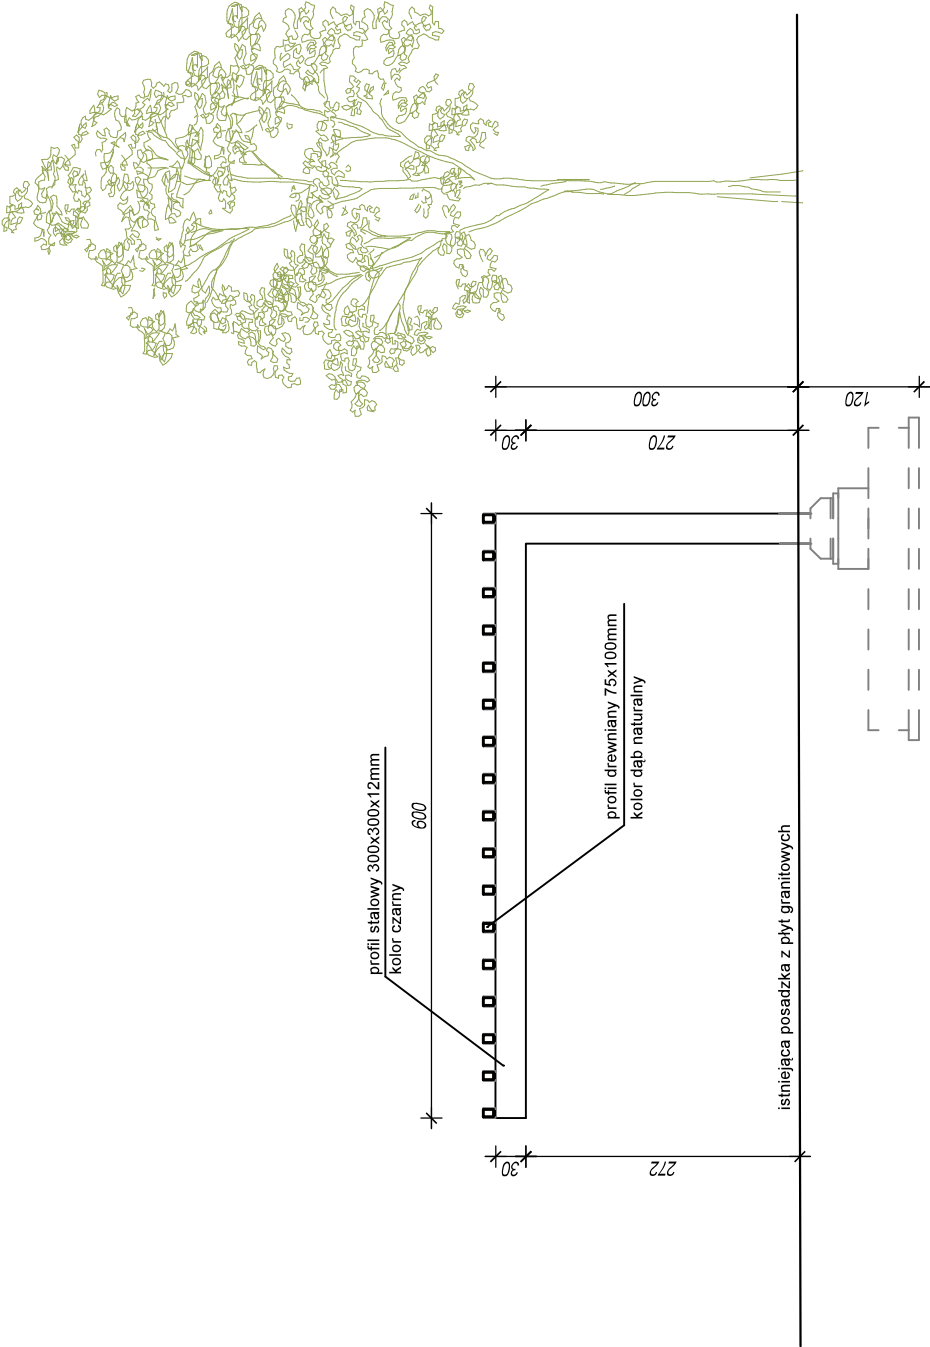 profil stalowy 300x300x12mm
kolor czarny
600
profil drewniany 75x100mm
kolor dąb naturalny
istniejąca posadzka z płyt granitowych
30
272
30
270
300
120